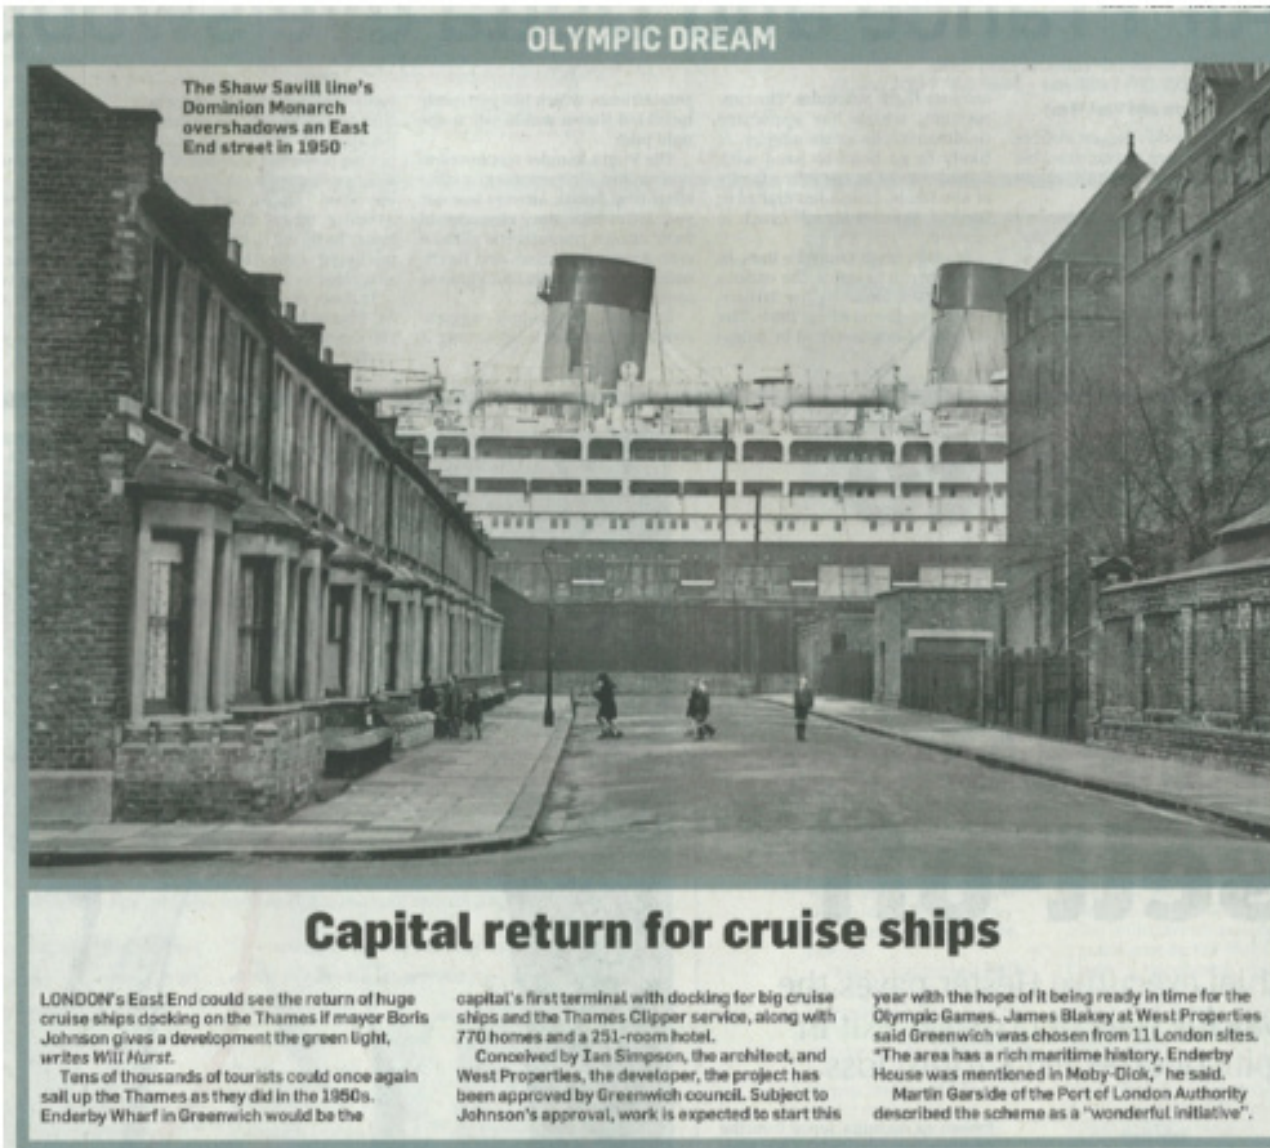 OLYMPIC DREAM
The Shaw Savill line's
Dominion Monarch
overshadows an East
End street in 1950
Capital return for cruise ships
LONDON's East End could see the return of huge
cruise ships docking on the Thames if mayor Boris
Johnson gives a development the green light,
writes Will Hurst.
Tens of thousands of tourists could once again
sail up the Thames as they did in the 1950s.
Enderby Wharf in Greenwich would be the
capital's first terminal with docking for big cruise
ships and the Thames Clipper service, along with
770 homes and a 251-room hotel.
Conceived by Ian Simpson, the architect, and
West Properties, the developer, the project has
been approved by Greenwich council. Subject to
Johnson's approval, work is expected to start this
year with the hope of it being ready in time for the
Olympic Games. James Blakey at West Properties
said Greenwich was chosen from 11 London sites.
"The area has a rich maritime history. Enderby
House was mentioned in Moby-Dick," he said.
Martin Garside of the Port of London Authority
described the scheme as a "wonderful initiative".